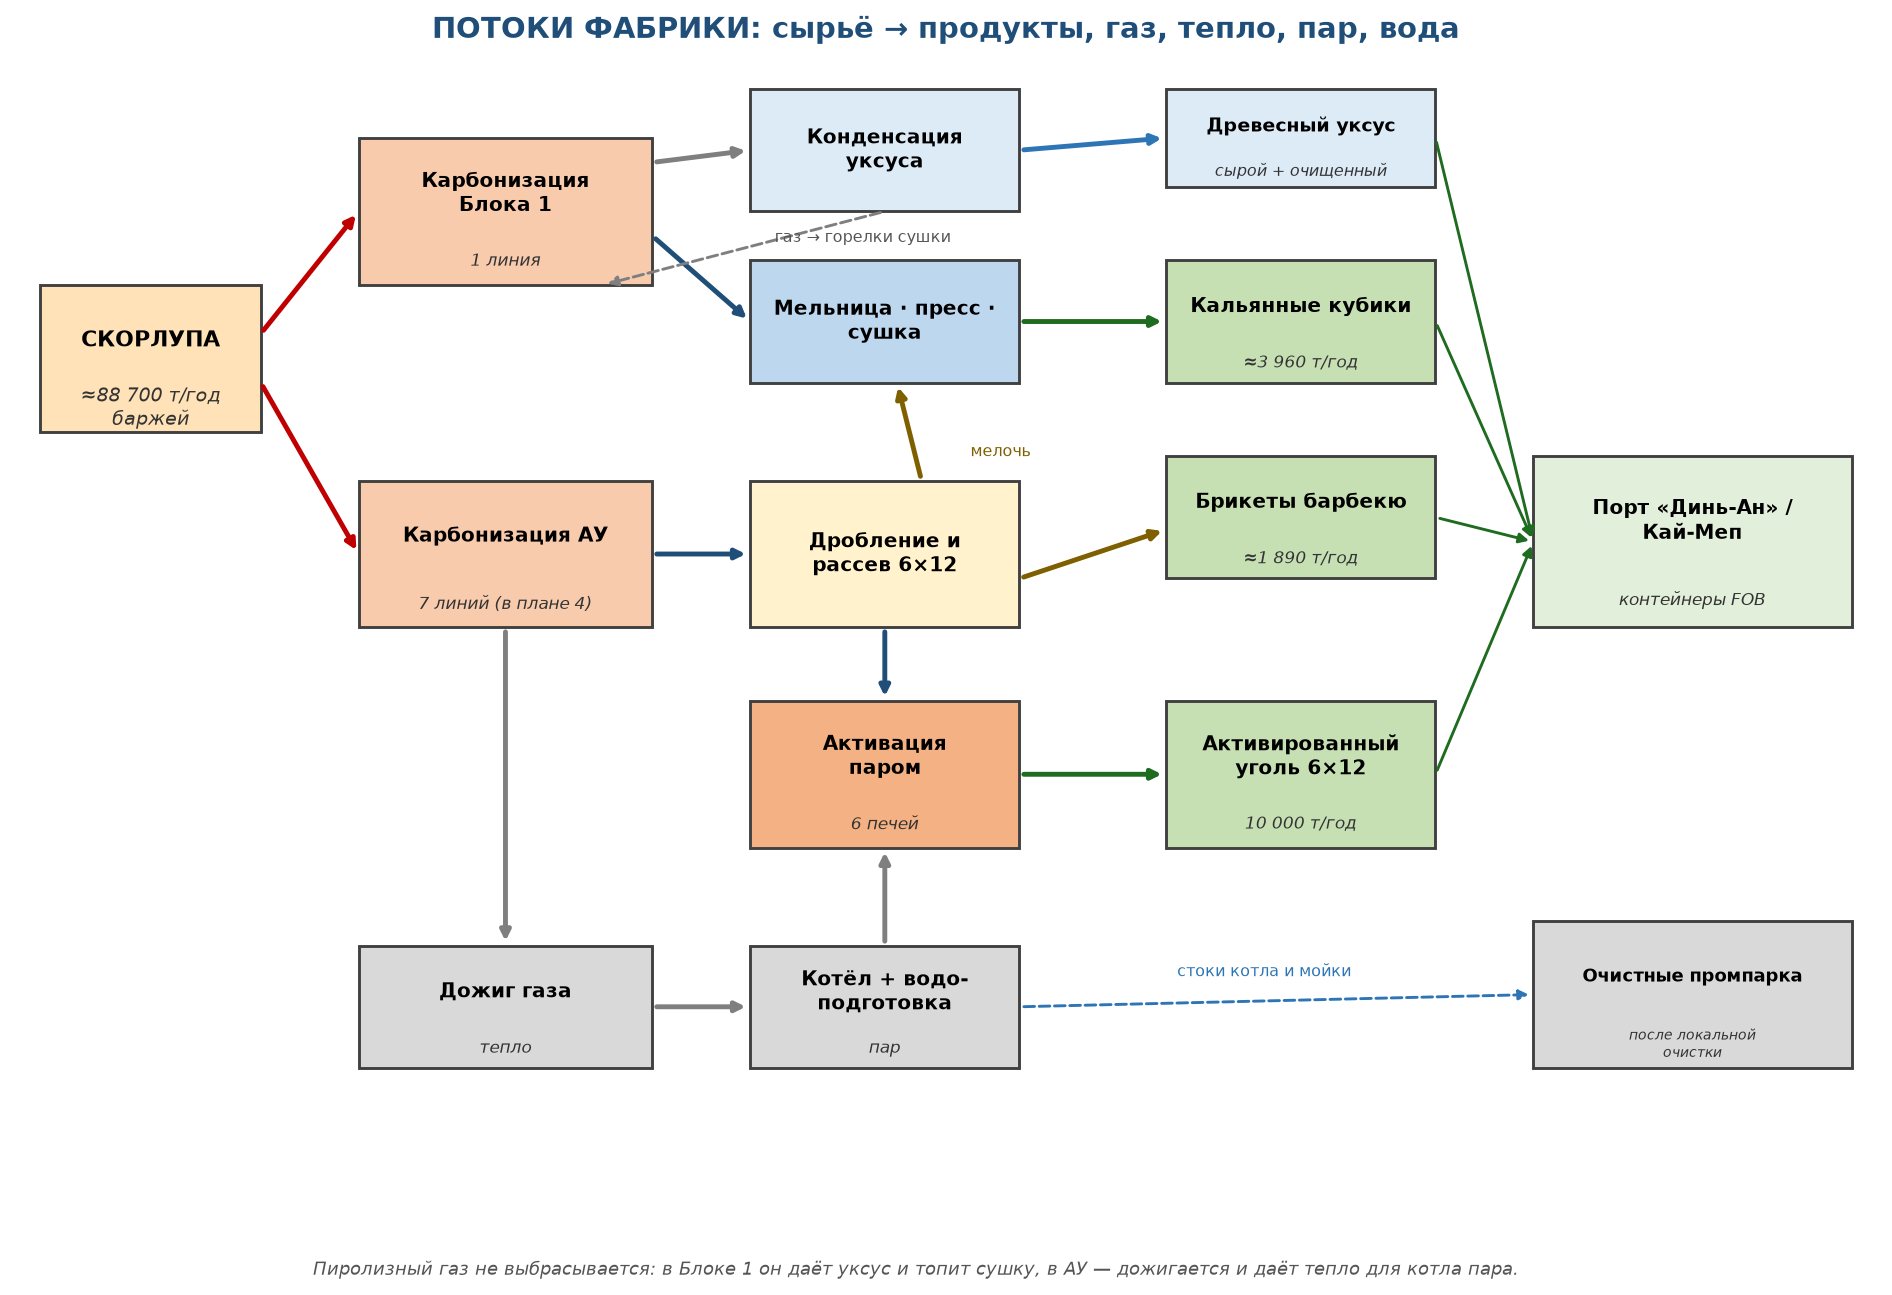 ПОТОКИ ФАБРИКИ: сырьё → продукты, газ, тепло, пар, вода
СКОРЛУПА
≈88 700 т/год
баржей
Карбонизация
Блока 1
1 линия
Конденсация
уксуса
Древесный уксус
сырой + очищенный
газ → горелки сушки
Мельница · пресс ·
сушка
Кальянные кубики
≈3 960 т/год
мелочь
Карбонизация АУ
7 линий (в плане 4)
Дробление и
рассев 6×12
Брикеты барбекю
≈1 890 т/год
Порт «Динь-Ан» /
Кай-Меп
контейнеры FOB
Активация
паром
6 печей
Активированный
уголь 6×12
10 000 т/год
Дожиг газа
тепло
Котёл + водо-
подготовка
пар
стоки котла и мойки
Очистные промпарка
после локальной
очистки
Пиролизный газ не выбрасывается: в Блоке 1 он даёт уксус и топит сушку, в АУ — дожигается и даёт тепло для котла пара.